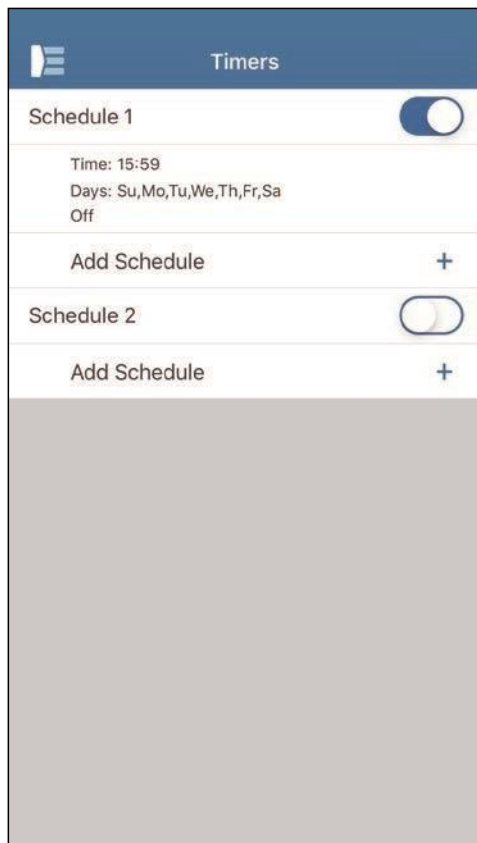 Timers
Schedule 1
Time: 15:59
Days: Su,Mo,Tu,We,Th,Fr,Sa
Off
Add Schedule +
Schedule 2
Add Schedule +